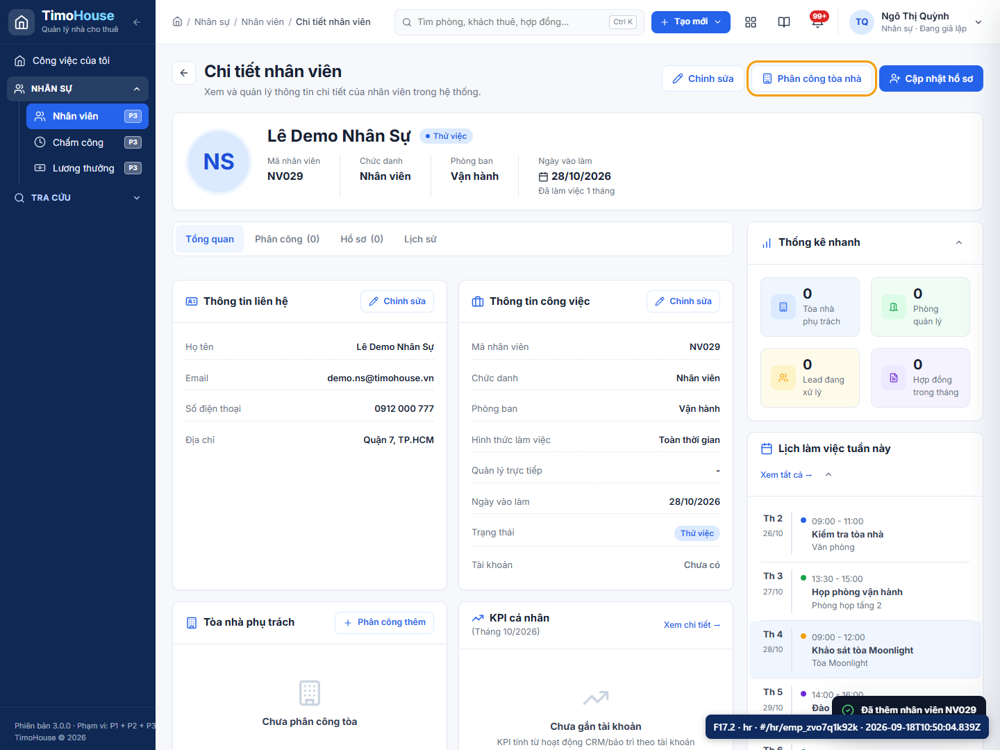 TimoHouse
Quản lý nhà cho thuê
Công việc của tôi
NHÂN SỰ
Nhân viên P3
Chấm công P3
Lương thưởng P3
TRA CỨU
Phiên bản 3.0.0 · Phạm vi: P1 + P2 + P3
TimoHouse © 2026
/ Nhân sự / Nhân viên / Chi tiết nhân viên
Tìm phòng, khách thuê, hợp đồng... Ctrl K
Tạo mới
99+
TQ
Ngô Thị Quỳnh
Nhân sự · Đang giả lập
Chi tiết nhân viên
Xem và quản lý thông tin chi tiết của nhân viên trong hệ thống.
Chỉnh sửa
Phân công tòa nhà
Cập nhật hồ sơ
NS
Lê Demo Nhân Sự
Thử việc
Mã nhân viên
NV029
Chức danh
Nhân viên
Phòng ban
Vận hành
Ngày vào làm
28/10/2026
Đã làm việc 1 tháng
Tổng quan
Phân công (0)
Hồ sơ (0)
Lịch sử
Thông tin liên hệ
Chỉnh sửa
Họ tên Lê Demo Nhân Sự
Email demo.ns@timohouse.vn
Số điện thoại 0912 000 777
Địa chỉ Quận 7, TP.HCM
Thông tin công việc
Chỉnh sửa
Mã nhân viên NV029
Chức danh Nhân viên
Phòng ban Vận hành
Hình thức làm việc Toàn thời gian
Quản lý trực tiếp -
Ngày vào làm 28/10/2026
Trạng thái Thử việc
Tài khoản Chưa có
Tòa nhà phụ trách
Phân công thêm
Chưa phân công tòa
KPI cá nhân
(Tháng 10/2026)
Xem chi tiết →
Chưa gắn tài khoản
KPI tính từ hoạt động CRM/bảo trì theo tài khoản
Thống kê nhanh
0
Tòa nhà
phụ trách
0
Phòng
quản lý
0
Lead đang
xử lý
0
Hợp đồng
trong tháng
Lịch làm việc tuần này
Xem tất cả →
Th 2
26/10
09:00 - 11:00
Kiểm tra tòa nhà
Văn phòng
Th 3
27/10
13:30 - 15:00
Họp phòng vận hành
Phòng họp tầng 2
Th 4
28/10
09:00 - 12:00
Khảo sát tòa Moonlight
Tòa Moonlight
Th 5
29/10
14:00 - 16:00
Đào
Đã thêm nhân viên NV029
F17.2 · hr · #/hr/emp_zvo7q1k92k · 2026-09-18T10:50:04.839Z